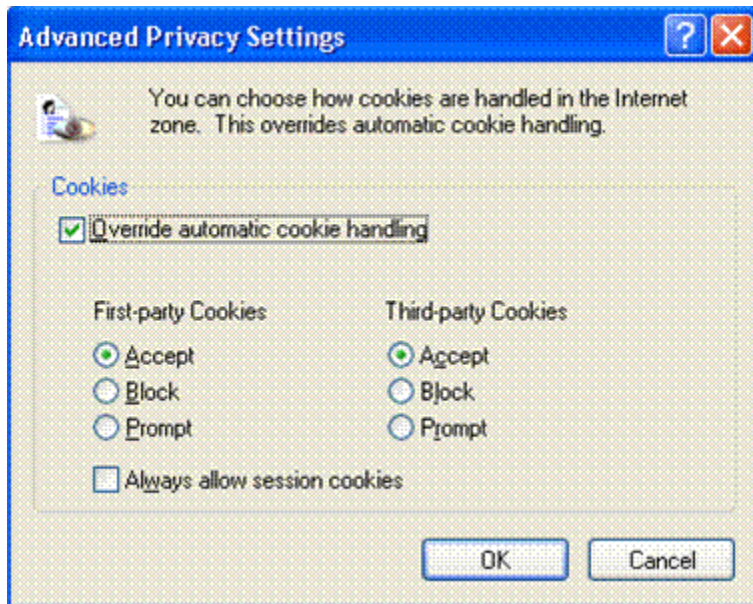 Advanced Privacy Settings
You can choose how cookies are handled in the Internet
zone. This overrides automatic cookie handling.
Cookies
Override automatic cookie handling
First-party Cookies Third-party Cookies
Accept Accept
Block Block
Prompt Prompt
Always allow session cookies
OK Cancel